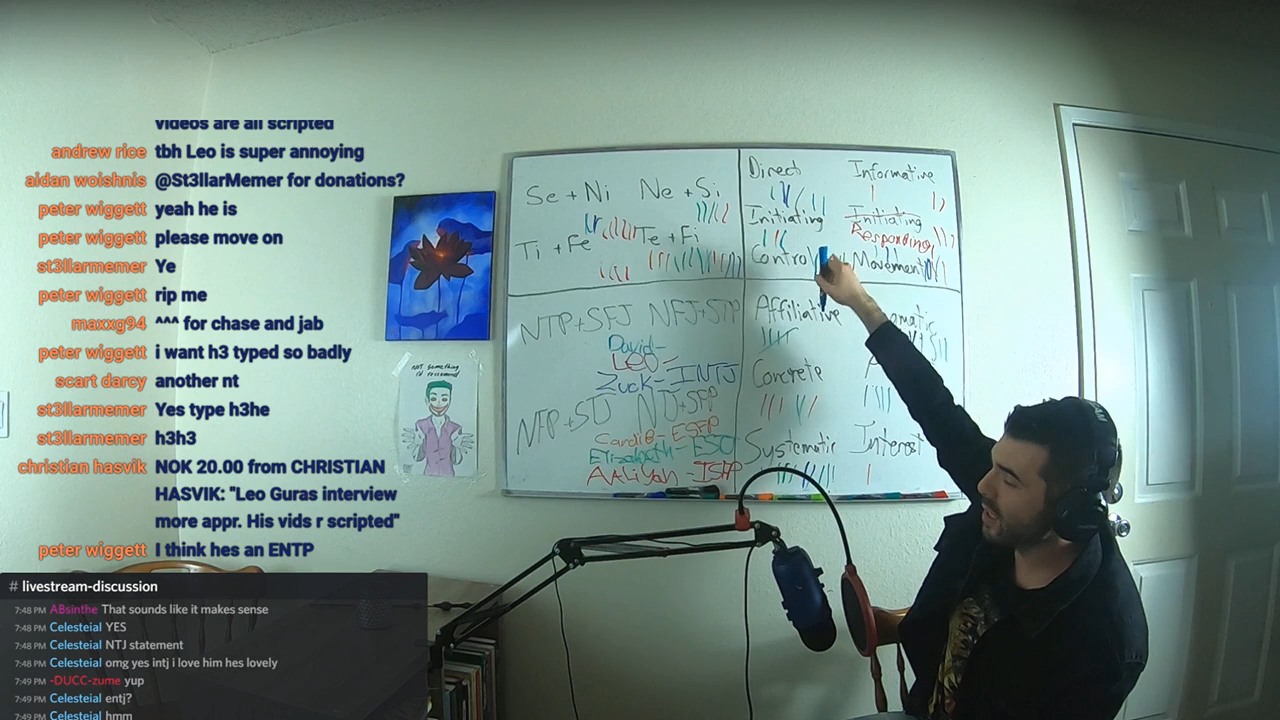 videos are all scripted
andrew rice tbh Leo is super annoying
aidan woishnis @St3llarMemer for donations?
peter wiggett yeah he is
peter wiggett please move on
st3llarmemer Ye
peter wiggett rip me
maxxg94 ^^^ for chase and jab
peter wiggett i want h3 typed so badly
scart darcy another nt
st3llarmemer Yes type h3he
st3llarmemer h3h3
christian hasvik NOK 20.00 from CHRISTIAN
HASVIK: "Leo Guras interview
more appr. His vids r scripted"
peter wiggett I think hes an ENTP
# livestream-discussion
7:48 PM ABsinthe That sounds like it makes sense
7:48 PM Celesteial YES
7:48 PM Celesteial NTJ statement
7:48 PM Celesteial omg yes intj i love him hes lovely
7:49 PM -DUCC-zume yup
7:49 PM Celesteial entj?
7:49 PM Celesteial hmm
NOT something
I'd recommend
Se + Ni Ne + Si
Ti + Fe Te + Fi
NTP + SFJ NFJ + STP
David -
LEO -
Zuck - INTJ
NFP + STJ NTJ + SFP
Cardi B - ESFP
Elizabeth -
AALiyah - ISFP
Direct Informative
Initiating Initiating
Responding
Control Movement
Affiliative
Concrete
Systematic Interest